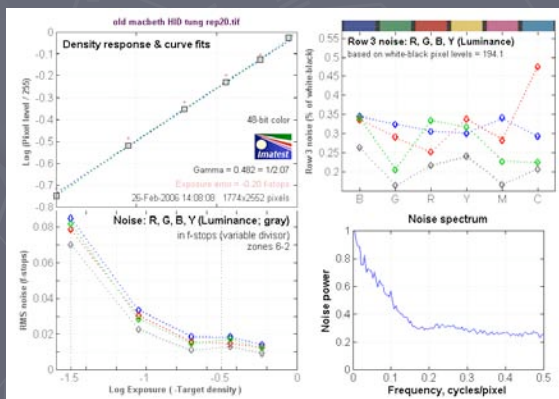 old macbeth HID tung rep20.tif
Density response & curve fits
Log (Pixel level / 255)
0
-0.1
-0.2
-0.3
-0.4
-0.5
-0.6
-0.7
-0.8
48-bit color
Imatest
Gamma = 0.482 = 1/2.07
Exposure error = -0.20 f-stops
26-Feb-2006 14:08:08 1774x2552 pixels
Row 3 noise: R, G, B, Y (Luminance)
based on white-black pixel levels = 194.1
Row 3 noise (% of white-black)
0.55
0.5
0.45
0.4
0.35
0.3
0.25
0.2
B G R Y M C
Noise: R, G, B, Y (Luminance; gray)
in f-stops (variable divisor)
zones 6-2
RMS noise (f-stops)
0.08
0.06
0.04
0.02
0
-1.5 -1 -0.5 0
Log Exposure ( -Target density )
Noise spectrum
Noise power
1
0.8
0.6
0.4
0.2
0
0 0.1 0.2 0.3 0.4 0.5
Frequency, cycles/pixel